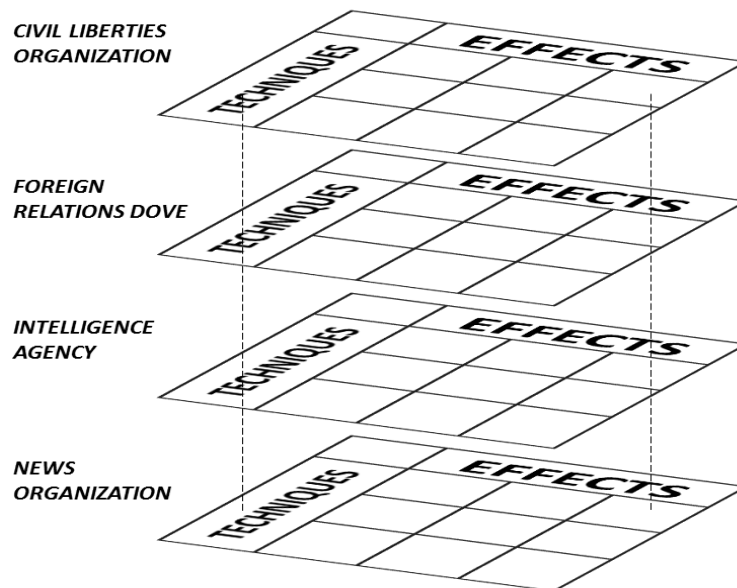 CIVIL LIBERTIES
ORGANIZATION
TECHNIQUES
EFFECTS
FOREIGN
RELATIONS DOVE
TECHNIQUES
EFFECTS
INTELLIGENCE
AGENCY
TECHNIQUES
EFFECTS
NEWS
ORGANIZATION
TECHNIQUES
EFFECTS